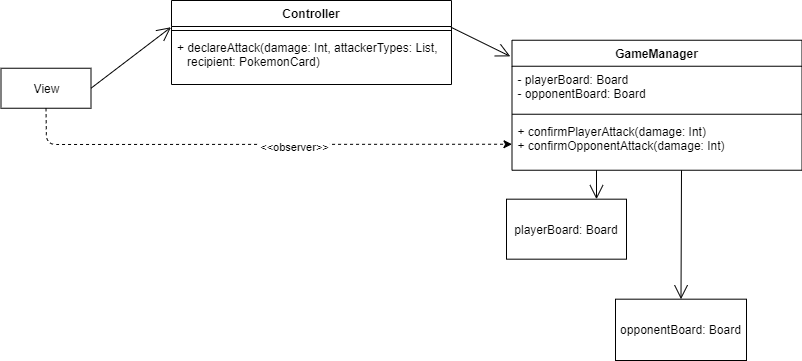 Controller
+ declareAttack(damage: Int, attackerTypes: List,
recipient: PokemonCard)
GameManager
- playerBoard: Board
- opponentBoard: Board
+ confirmPlayerAttack(damage: Int)
+ confirmOpponentAttack(damage: Int)
View
<<observer>>
playerBoard: Board
opponentBoard: Board